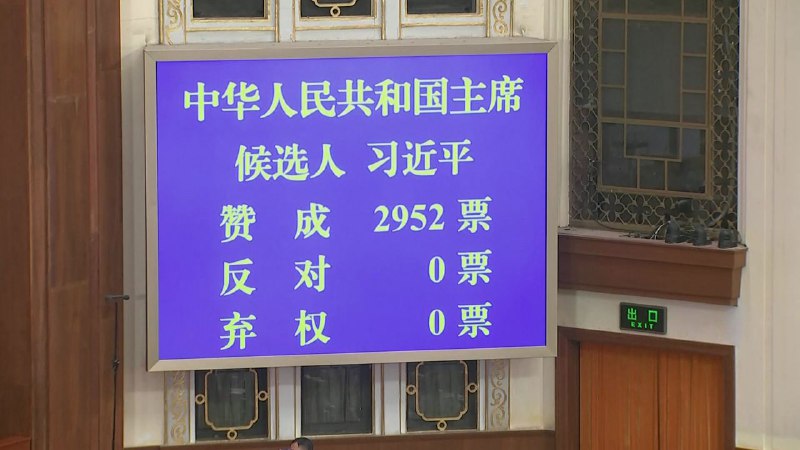 中华人民共和国主席
候选人 习近平
赞 成 2952 票
反 对 0 票
弃 权 0 票
出口
EXIT